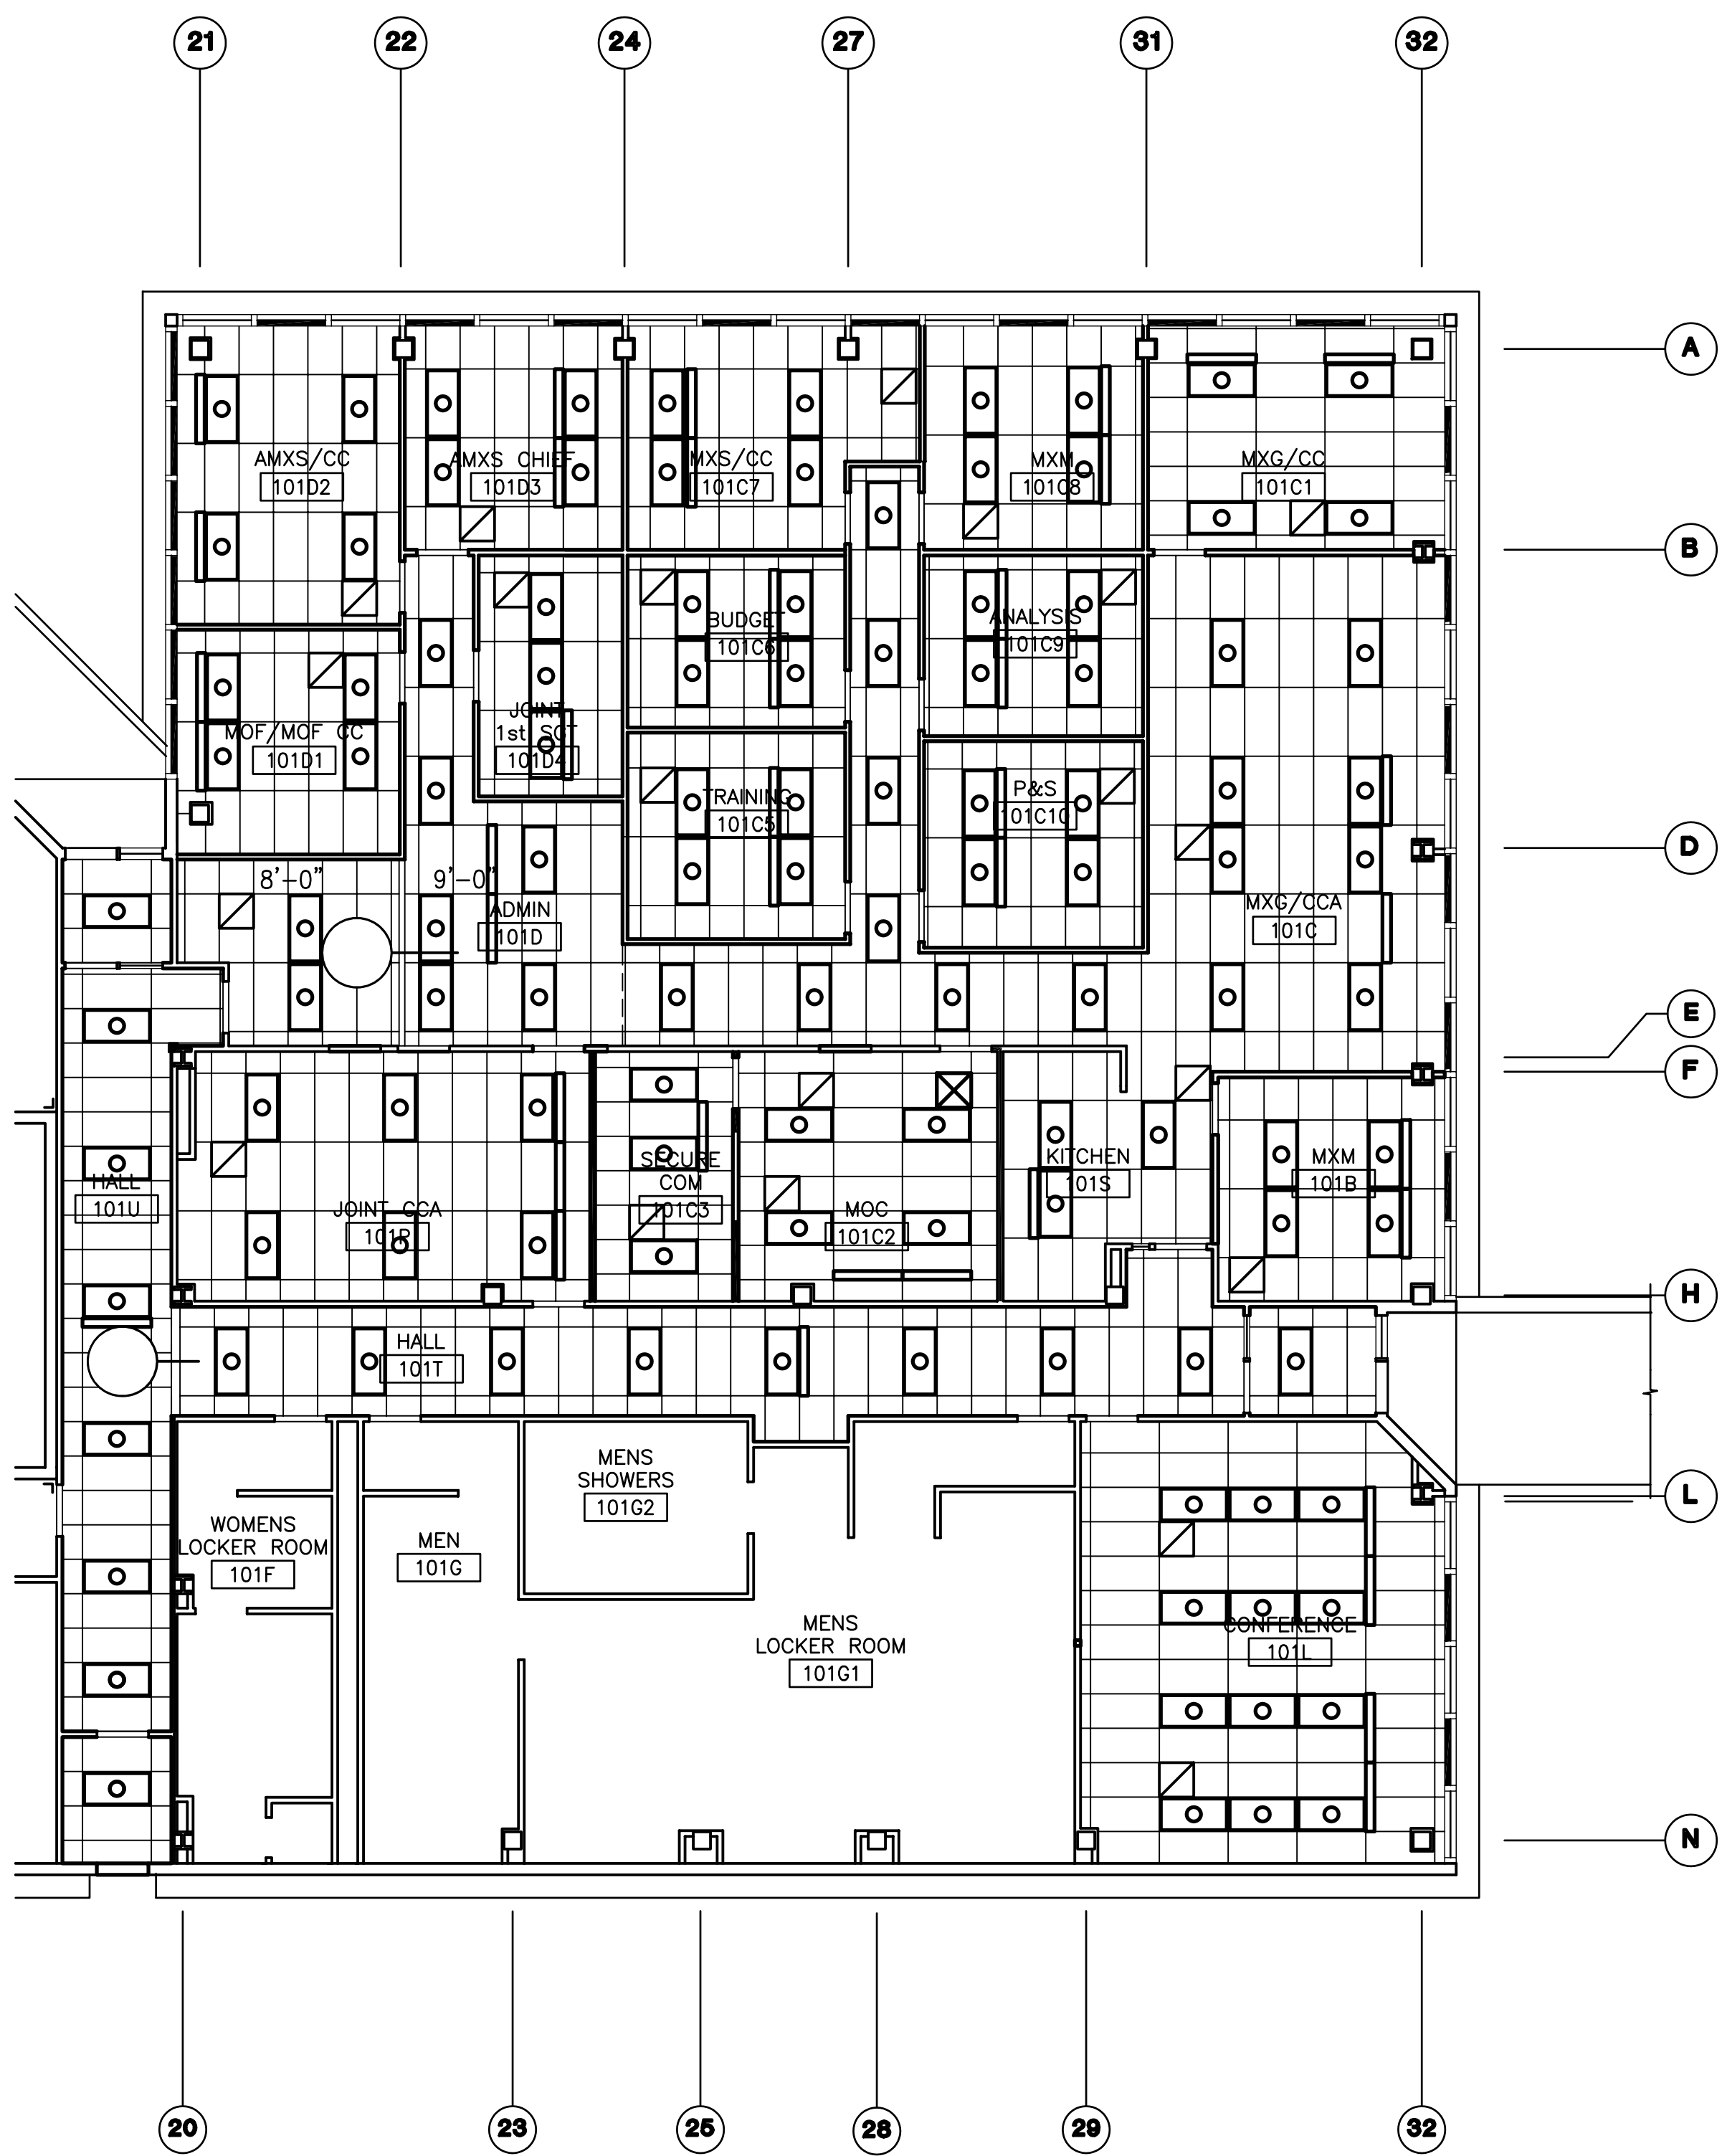 21
22
24
27
31
32
A
AMXS/CC
101D2
AMXS CHIEF
101D3
MXS/CC
101C7
MXM
101C8
MXG/CC
101C1
B
BUDGET
101C6
ANALYSIS
101C9
JOINT
1st SGT
101D4
MOF/MOF CC
101D1
TRAINING
101C5
P&S
101C10
D
8'-0"
9'-0"
ADMIN
101D
MXG/CCA
101C
E
F
HALL
101U
JOINT CCA
101R
SECURE
COM
101C3
MOC
101C2
KITCHEN
101S
MXM
101B
H
HALL
101T
MENS
SHOWERS
101G2
L
WOMENS
LOCKER ROOM
101F
MEN
101G
MENS
LOCKER ROOM
101G1
CONFERENCE
101L
N
20
23
25
28
29
32